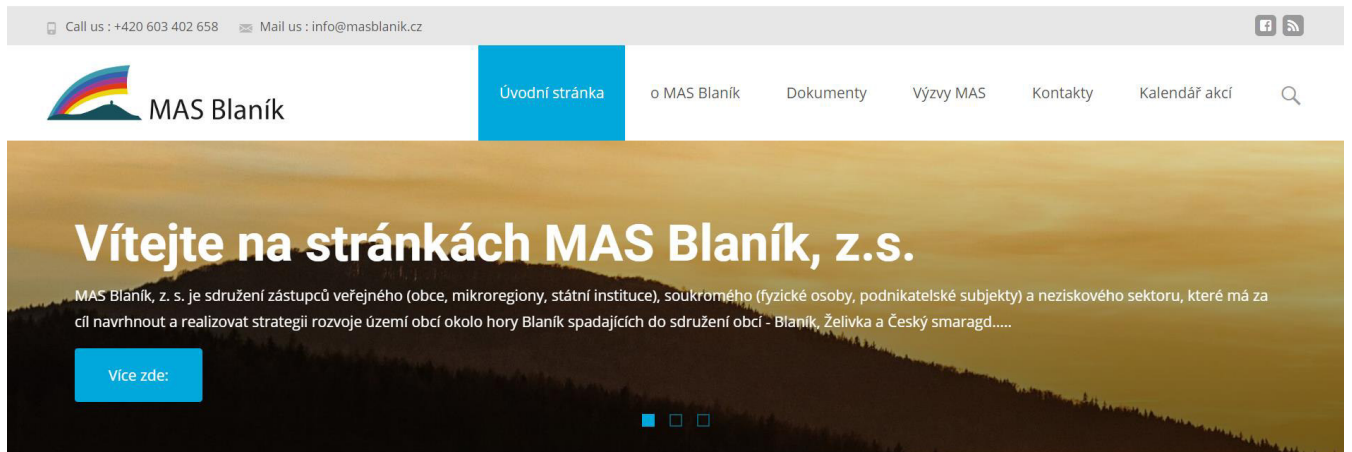 Call us : +420 603 402 658 Mail us : info@masblanik.cz
MAS Blaník
Úvodní stránka o MAS Blaník Dokumenty Výzvy MAS Kontakty Kalendář akcí
Vítejte na stránkách MAS Blaník, z.s.
MAS Blaník, z. s. je sdružení zástupců veřejného (obce, mikroregiony, státní instituce), soukromého (fyzické osoby, podnikatelské subjekty) a neziskového sektoru, které má za
cíl navrhnout a realizovat strategii rozvoje území obcí okolo hory Blaník spadajících do sdružení obcí - Blaník, Želivka a Český smaragd.....
Více zde: